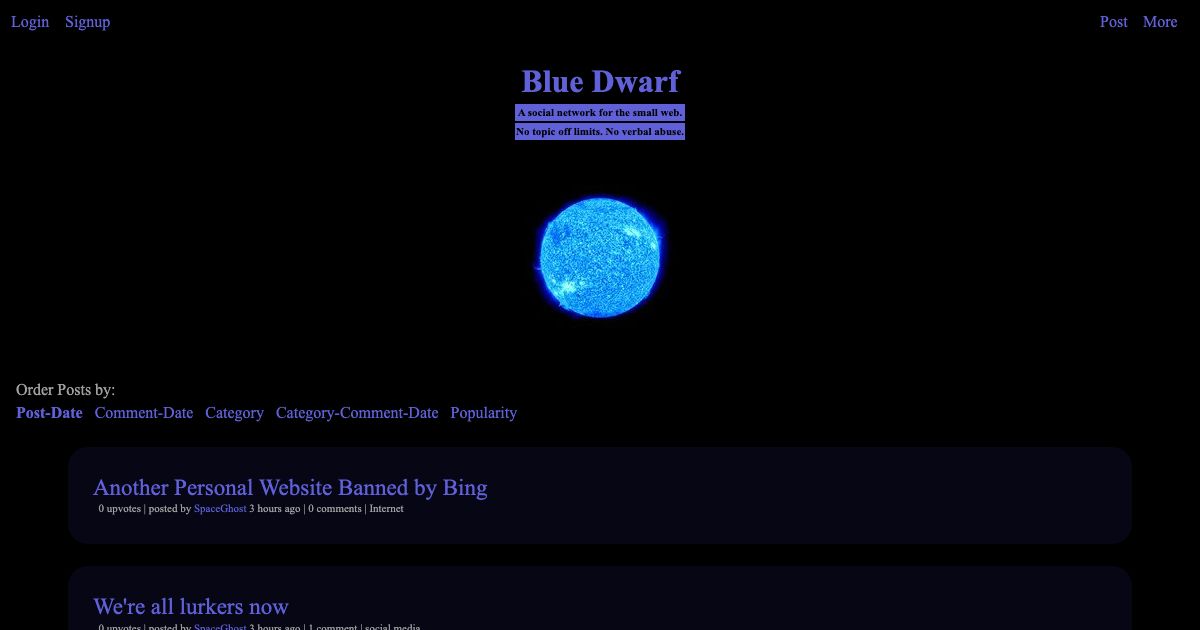 Login Signup Post More
Blue Dwarf
A social network for the small web.
No topic off limits. No verbal abuse.
Order Posts by:
Post-Date Comment-Date Category Category-Comment-Date Popularity
Another Personal Website Banned by Bing
0 upvotes | posted by SpaceGhost 3 hours ago | 0 comments | Internet
We're all lurkers now
0 upvotes | posted by SpaceGhost 3 hours ago | 1 comment | social media